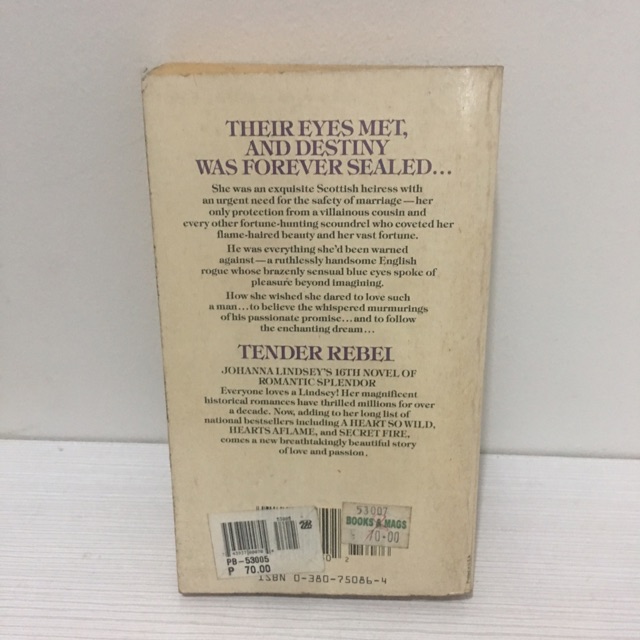 THEIR EYES MET,
AND DESTINY
WAS FOREVER SEALED...
She was an exquisite Scottish heiress with
an urgent need for the safety of marriage—her
only protection from a villainous cousin and
every other fortune-hunting scoundrel who coveted her
flame-haired beauty and her vast fortune.
He was everything she'd been warned
against—a ruthlessly handsome English
rogue whose brazenly sensual blue eyes spoke of
pleasure beyond imagining.
How she wished she dared to love such
a man...to believe the whispered murmurings
of his passionate promise...and to follow
the enchanting dream...
TENDER REBEL
JOHANNA LINDSEY'S 16TH NOVEL OF
ROMANTIC SPLENDOR
Everyone loves a Lindsey! Her magnificent
historical romances have thrilled millions for over
a decade. Now, adding to her long list of
national bestsellers including A HEART SO WILD,
HEARTS AFLAME, and SECRET FIRE,
comes a new breathtakingly beautiful story
of love and passion.
53007
BOOKS & MAGS
70.00
PB-53005
P 70.00
ISBN 0-380-75086-4